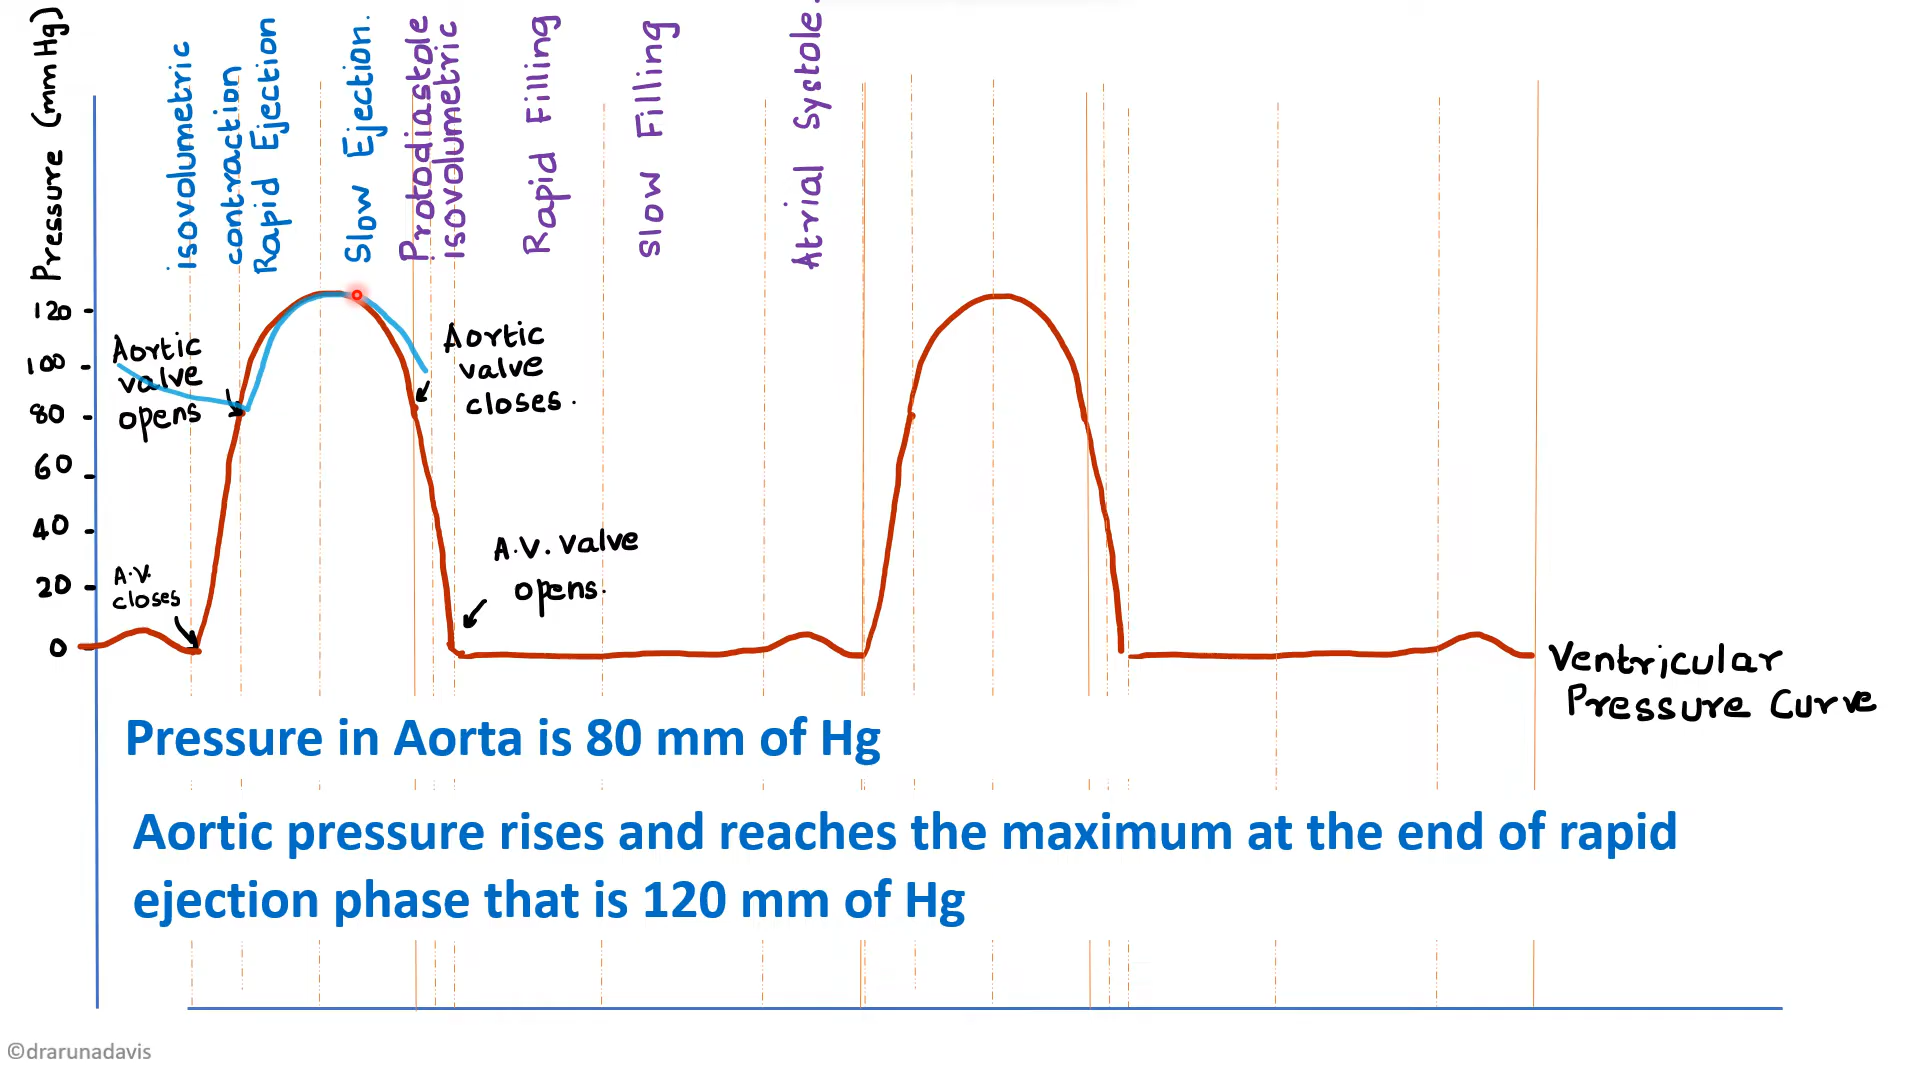 Pressure (mm Hg)
isovolumetric
contraction
Rapid Ejection
Slow Ejection.
Protodiastole
isovolumetric
Rapid Filling
Slow Filling
Atrial Systole.
120
100
80
60
40
20
0
Aortic
valve
opens
Aortic
valve
closes.
A.V.
closes
A.V. valve
opens.
Ventricular
Pressure Curve
Pressure in Aorta is 80 mm of Hg
Aortic pressure rises and reaches the maximum at the end of rapid
ejection phase that is 120 mm of Hg
©drarunadavis